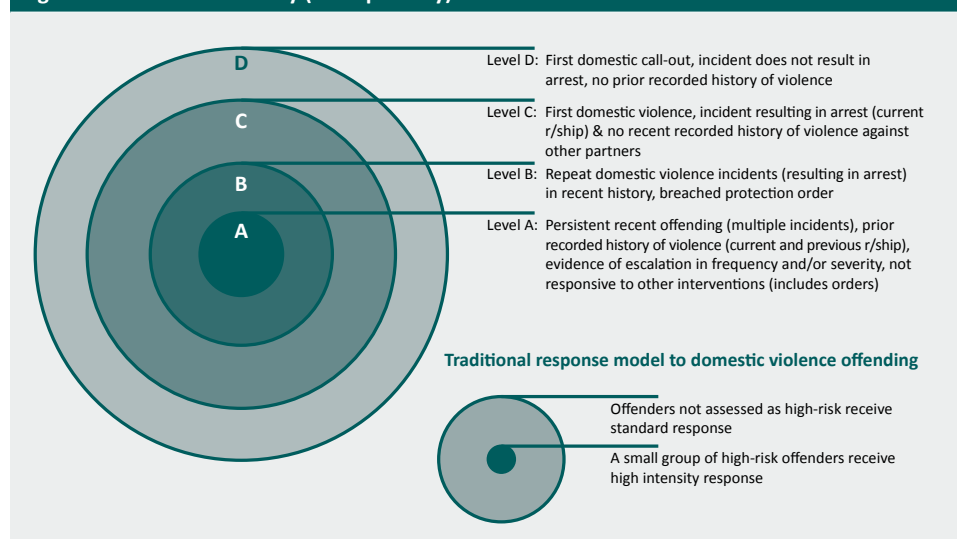 D
C
B
A
Level D: First domestic call-out, incident does not result in
arrest, no prior recorded history of violence
Level C: First domestic violence, incident resulting in arrest (current
r/ship) & no recent recorded history of violence against
other partners
Level B: Repeat domestic violence incidents (resulting in arrest)
in recent history, breached protection order
Level A: Persistent recent offending (multiple incidents), prior
recorded history of violence (current and previous r/ship),
evidence of escalation in frequency and/or severity, not
responsive to other interventions (includes orders)
Traditional response model to domestic violence offending
Offenders not assessed as high-risk receive
standard response
A small group of high-risk offenders receive
high intensity response